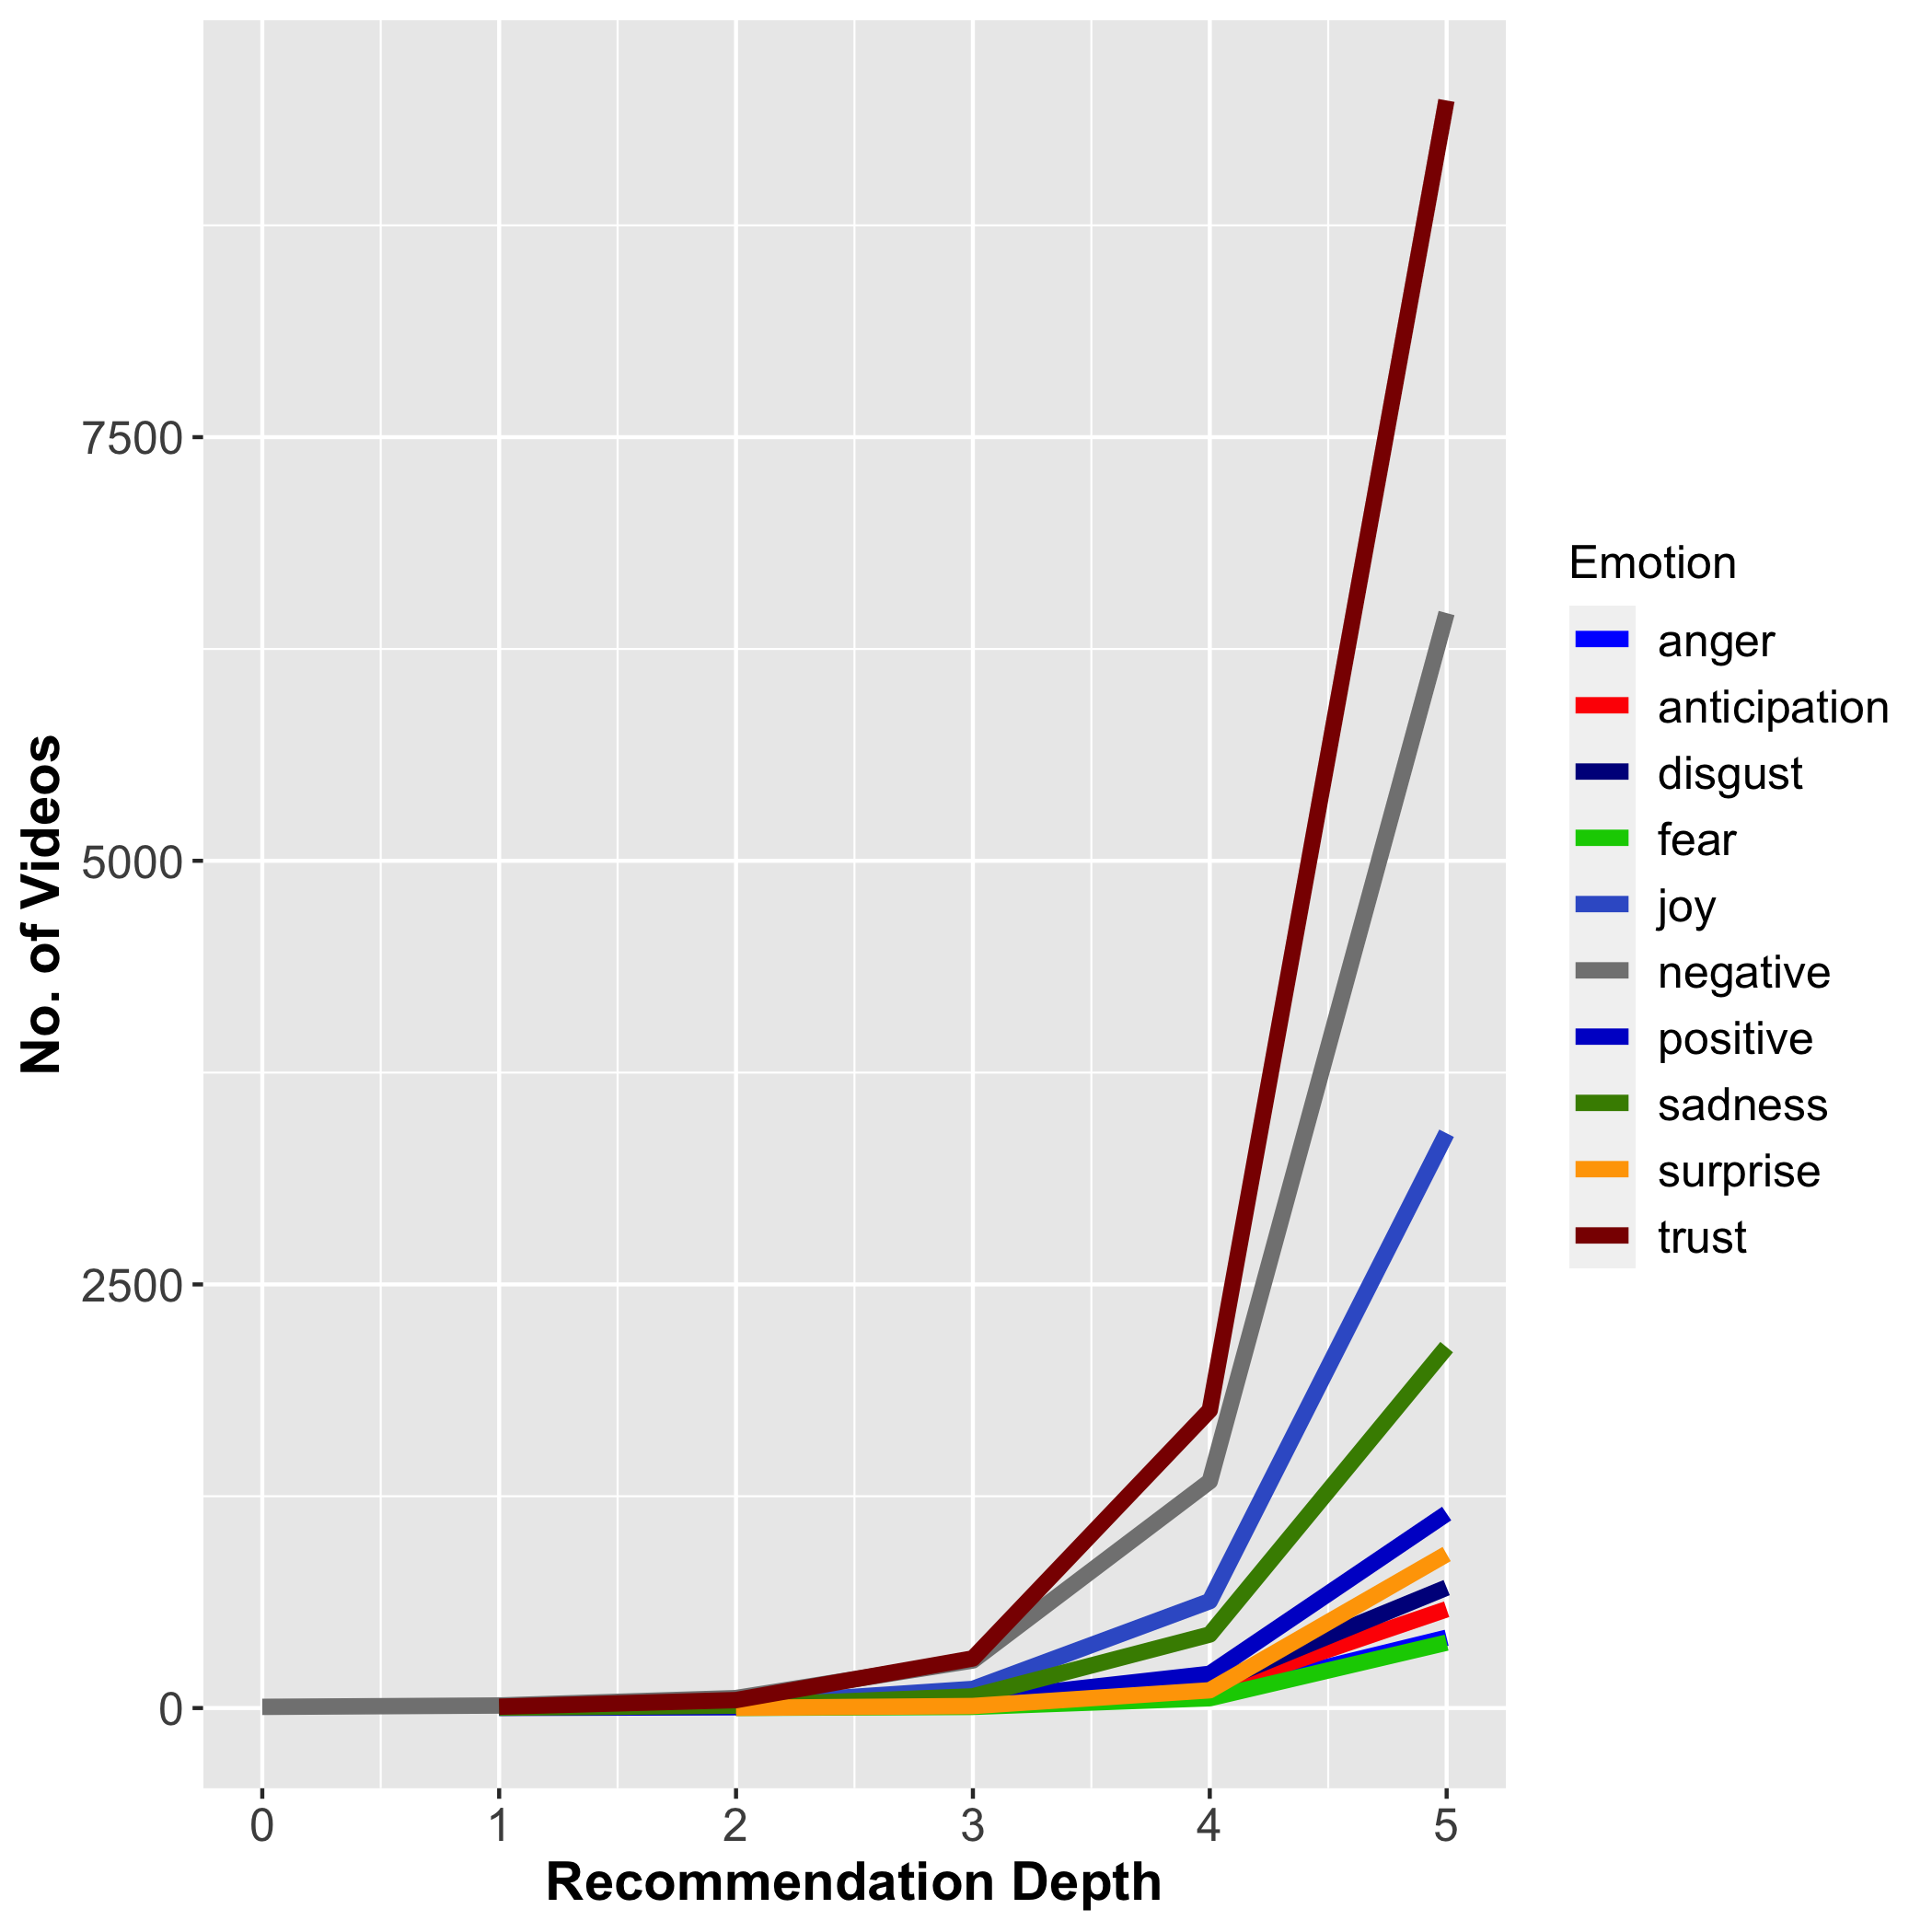 No. of Videos
7500
5000
2500
0
0 1 2 3 4 5
Recommendation Depth
Emotion
anger
anticipation
disgust
fear
joy
negative
positive
sadness
surprise
trust